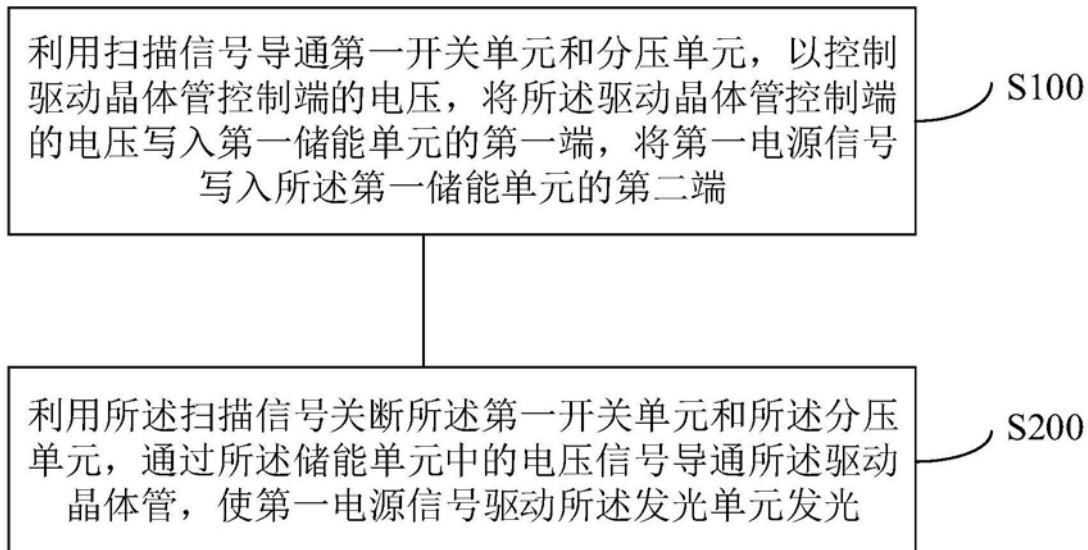 利用扫描信号导通第一开关单元和分压单元，以控制
驱动晶体管控制端的电压，将所述驱动晶体管控制端
的电压写入第一储能单元的第一端，将第一电源信号
写入所述第一储能单元的第二端
S100
利用所述扫描信号关断所述第一开关单元和所述分压
单元，通过所述储能单元中的电压信号导通所述驱动
晶体管，使第一电源信号驱动所述发光单元发光
S200